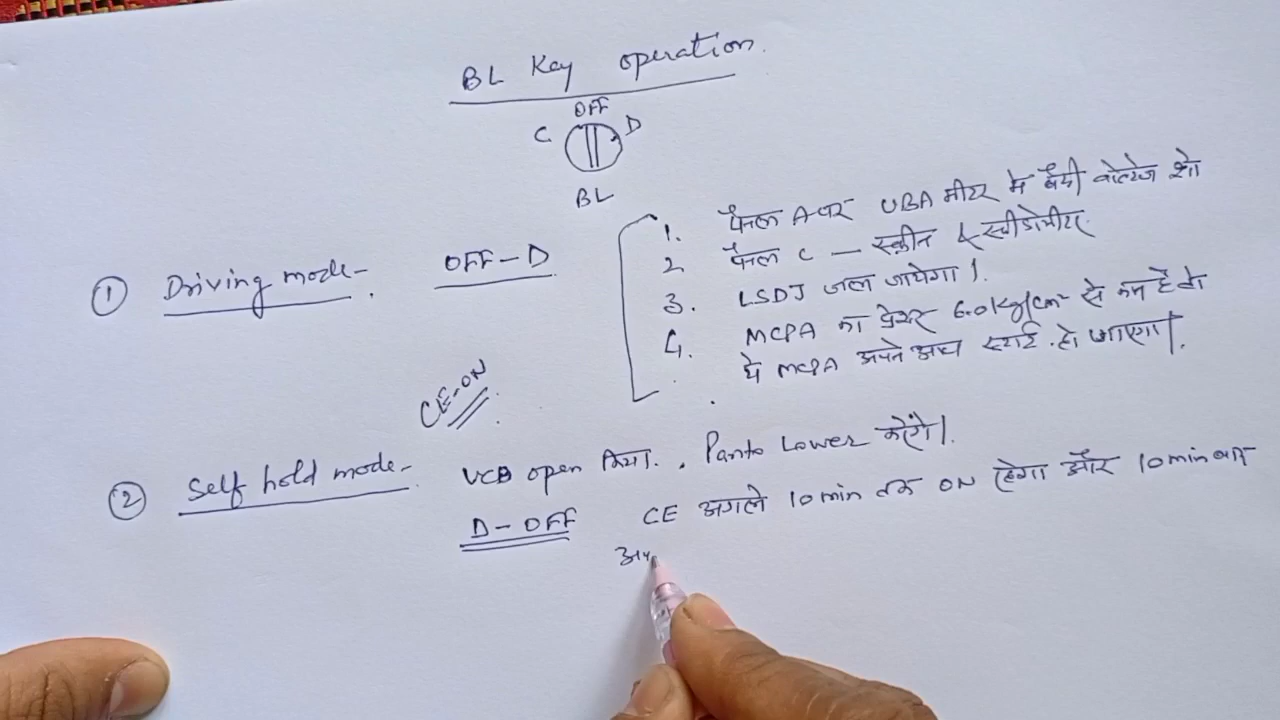 BL Key operation.
OFF
C D
BL
① Driving mode- OFF-D
1. पैनल A पर UBA मीटर में बैट्री वोल्टेज शो
2 पैनल C — स्क्रीन & स्पीडोमीटर
3. LSDJ जल जायेगा।
4. MCPA का प्रेशर 6.0kg/cm² से कम है तो
ये MCPA अपने आप स्टार्ट हो जाएगा।
CE-ON
② Self hold mode- VCB open किया. , Panto Lower करेंगे।
D-OFF CE अगले 10 min तक ON रहेगा और 10 min बाद
अप